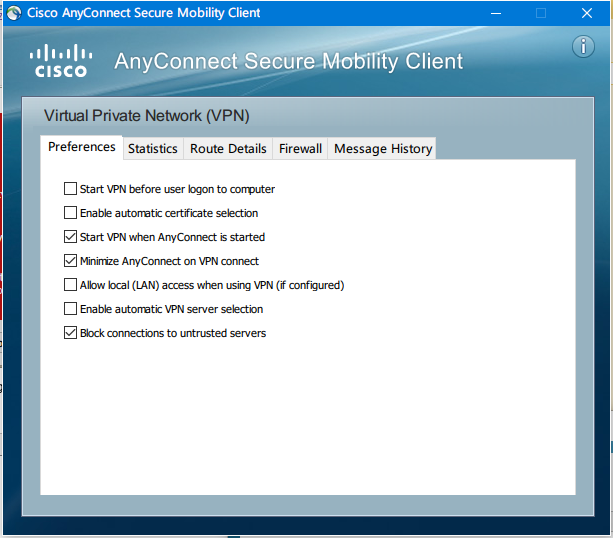 Cisco AnyConnect Secure Mobility Client
CISCO
AnyConnect Secure Mobility Client
Virtual Private Network (VPN)
Preferences Statistics Route Details Firewall Message History
Start VPN before user logon to computer
Enable automatic certificate selection
Start VPN when AnyConnect is started
Minimize AnyConnect on VPN connect
Allow local (LAN) access when using VPN (if configured)
Enable automatic VPN server selection
Block connections to untrusted servers